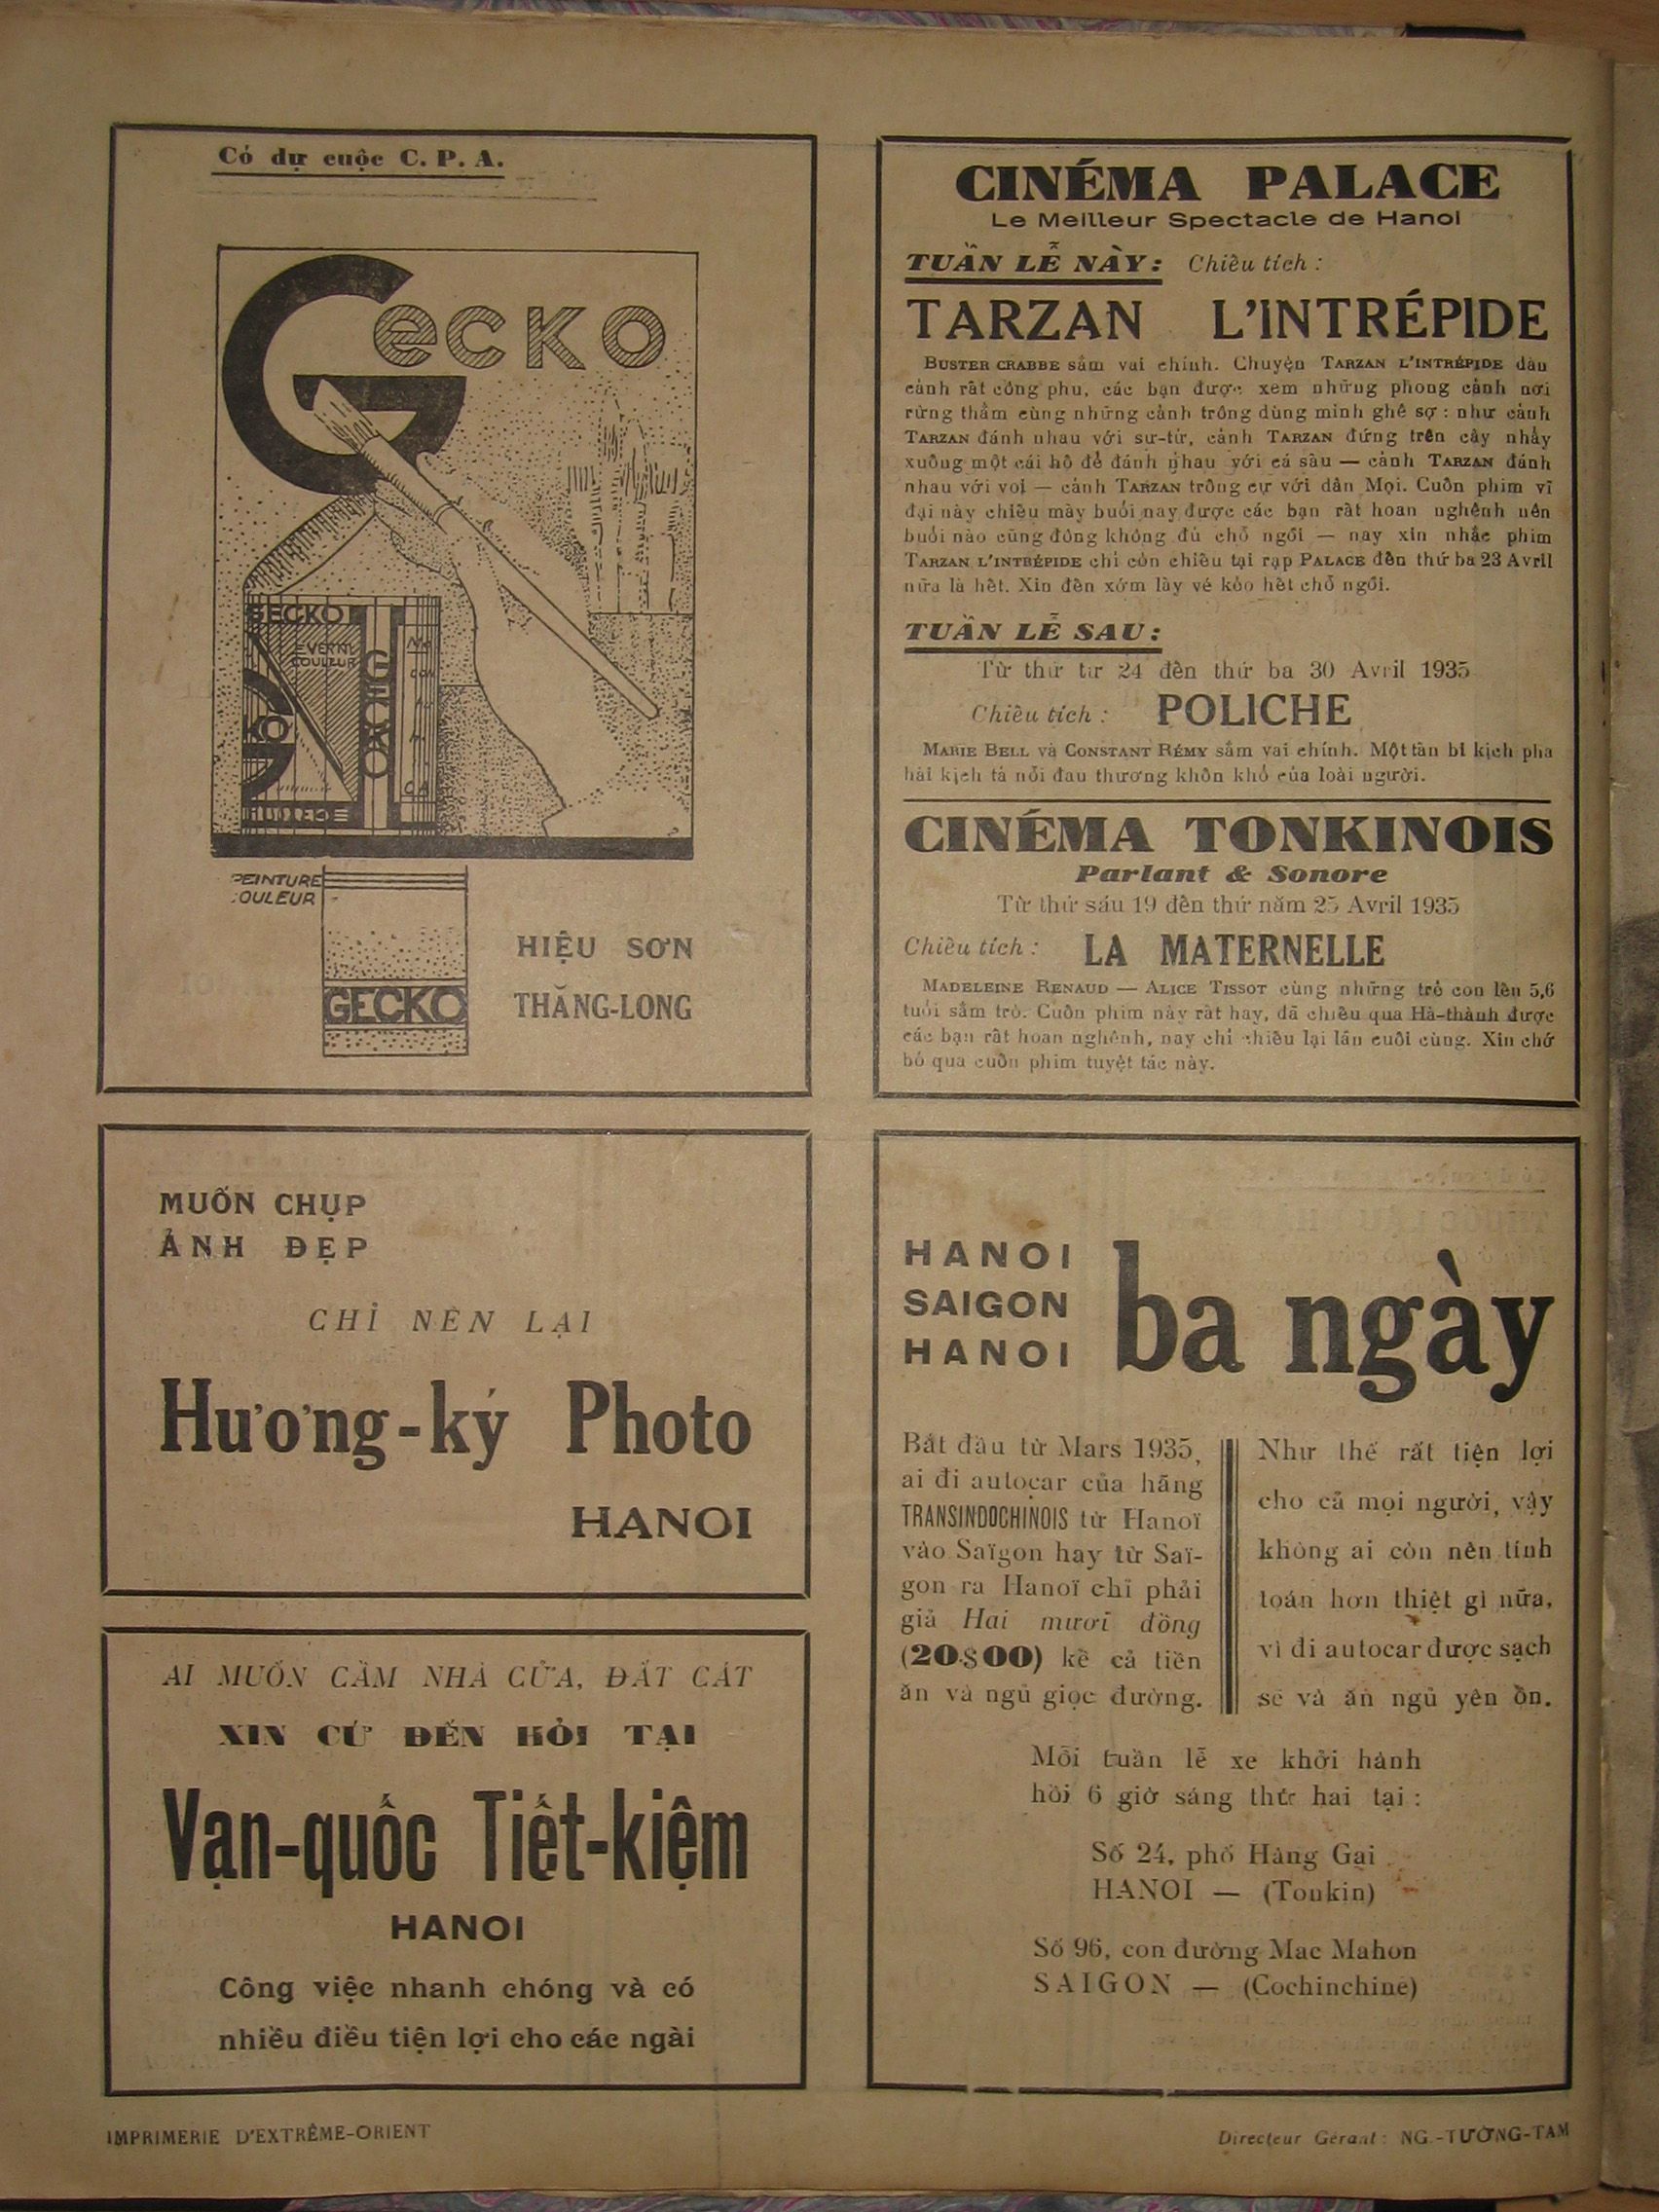 Có dự cuộc C. P. A.
GECKO
GECKO
VERNI
COULEUR
GECKO
PEINTURE
COULEUR
GECKO
HIỆU SƠN
THĂNG-LONG
CINÉMA PALACE
Le Meilleur Spectacle de Hanoi
TUẦN LỄ NÀY: Chiếu tích :
TARZAN L'INTRÉPIDE
BUSTER CRABBE sắm vai chính. Chuyện TARZAN L'INTRÉPIDE dàn
cảnh rất công phu, các bạn được xem những phong cảnh nơi
rừng thẳm cùng những cảnh trông dùng mình ghê sợ : như cảnh
TARZAN đánh nhau với sư-tử, cảnh TARZAN đứng trên cây nhẩy
xuống một cái hồ để đánh nhau với cá sấu — cảnh TARZAN đánh
nhau với voi — cảnh TARZAN trống cự với dân Mọi. Cuốn phim vĩ
đại này chiếu mấy buổi nay được các bạn rất hoan nghênh nên
buổi nào cũng đông không đủ chỗ ngồi — nay xin nhắc phim
TARZAN L'INTRÉPIDE chỉ còn chiếu tại rạp PALACE đến thứ ba 23 Avril
nữa là hết. Xin đến xớm lấy vé kẻo hết chỗ ngồi.
TUẦN LỄ SAU:
Từ thứ tư 24 đến thứ ba 30 Avril 1935
Chiếu tích : POLICHE
MARIE BELL và CONSTANT RÉMY sắm vai chính. Một tấn bi kịch pha
hài kịch tả nỗi đau thương khốn khổ của loài người.
CINÉMA TONKINOIS
Parlant & Sonore
Từ thứ sáu 19 đến thứ năm 25 Avril 1935
Chiếu tích : LA MATERNELLE
MADELEINE RENAUD — ALICE TISSOT cùng những trẻ con lên 5,6
tuổi sắm trò. Cuốn phim này rất hay, đã chiếu qua Hà-thành được
các bạn rất hoan nghênh, nay chỉ chiếu lại lần cuối cùng. Xin chớ
bỏ qua cuốn phim tuyệt tác này.
MUỐN CHỤP
ẢNH ĐẸP
CHỈ NÊN LẠI
Hương-ký Photo
HANOI
AI MUỐN CẦM NHÀ CỬA, ĐẤT CÁT
XIN CỨ ĐẾN HỎI TẠI
Vạn-quốc Tiết-kiệm
HANOI
Công việc nhanh chóng và có
nhiều điều tiện lợi cho các ngài
HANOI
SAIGON
HANOI
ba ngày
Bắt đầu từ Mars 1935,
ai đi autocar của hãng
TRANSINDOCHINOIS từ Hanoï
vào Saïgon hay từ Saï-
gon ra Hanoï chỉ phải
giả Hai mươi đồng
(20$00) kể cả tiền
ăn và ngủ giọc đường.
Như thế rất tiện lợi
cho cả mọi người, vậy
không ai còn nên tính
toán hơn thiệt gì nữa,
vì đi autocar được sạch
sẽ và ăn ngủ yên ổn.
Mỗi tuần lễ xe khởi hành
hồi 6 giờ sáng thứ hai tại :
Số 24, phố Hàng Gai
HANOI — (Tonkin)
Số 96, con đường Mac Mahon
SAIGON — (Cochinchine)
IMPRIMERIE D'EXTRÊME-ORIENT
Directeur Gérant : NG.-TƯỜNG-TAM